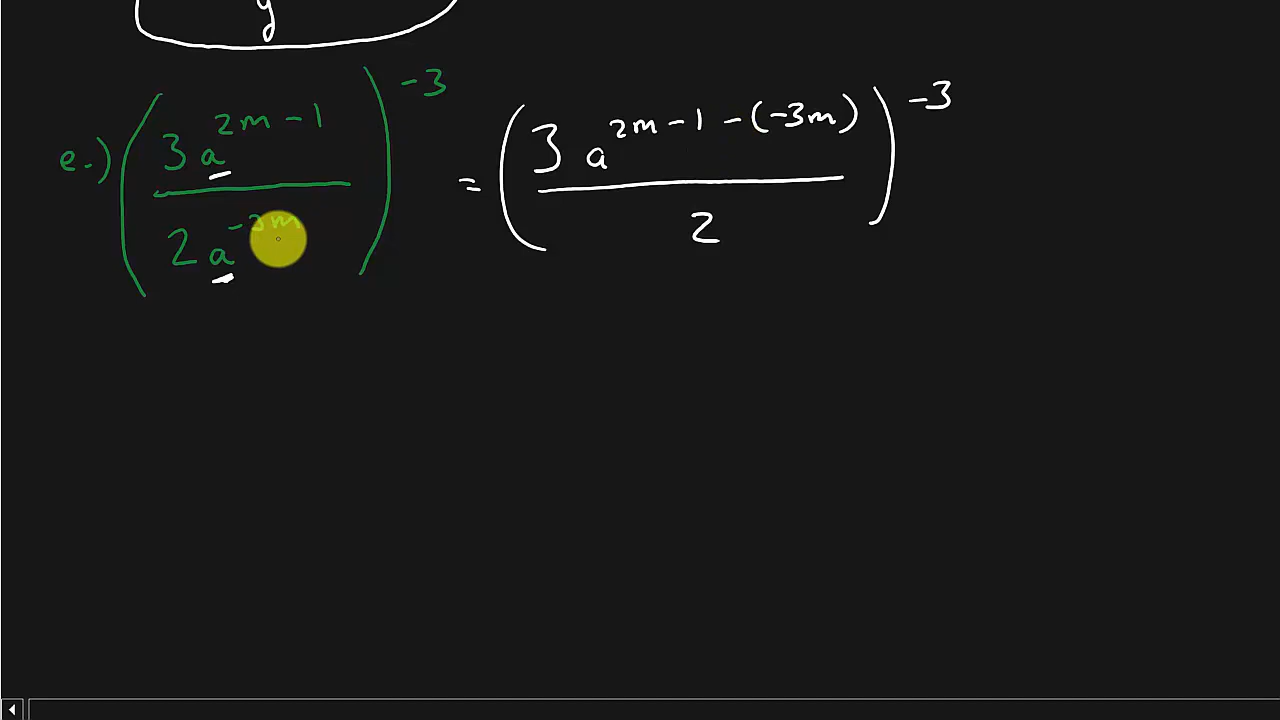 y
e.) (3a^(2m-1) / 2a^(-3m))^(-3) = (3a^(2m-1-(-3m)) / 2)^(-3)